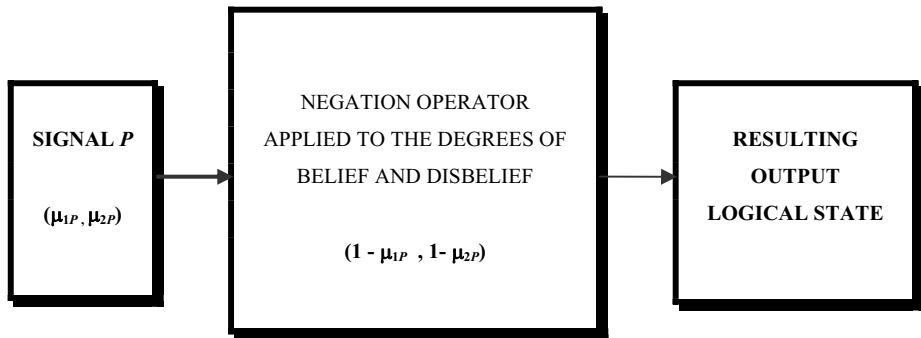 SIGNAL P
(μ1P, μ2P)
NEGATION OPERATOR
APPLIED TO THE DEGREES OF
BELIEF AND DISBELIEF
(1 - μ1P , 1- μ2P)
RESULTING
OUTPUT
LOGICAL STATE